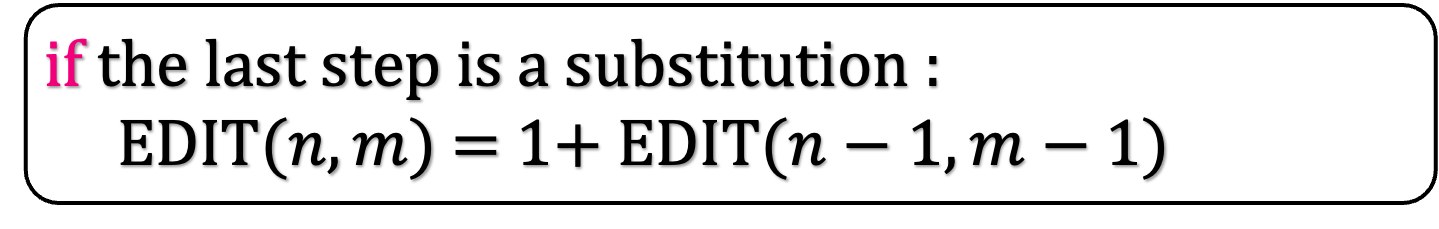 if the last step is a substitution :
EDIT(n, m) = 1+ EDIT(n − 1, m − 1)